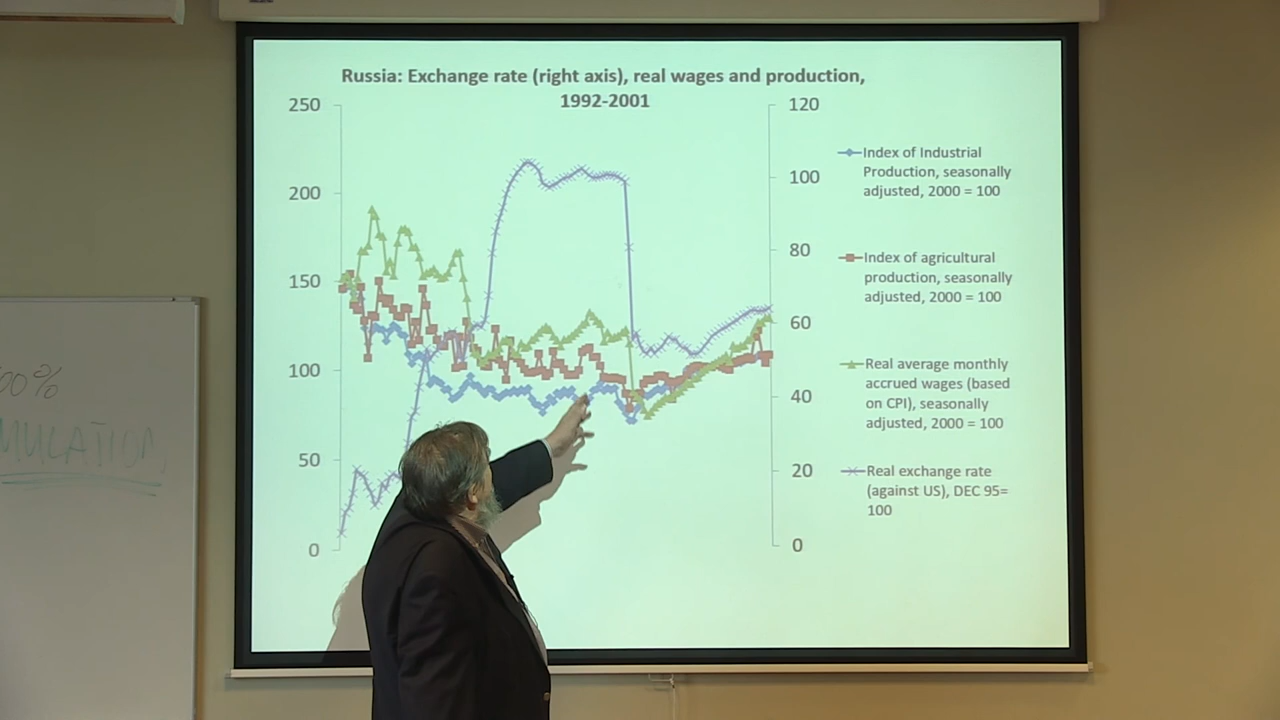 Russia: Exchange rate (right axis), real wages and production,
1992-2001
250
200
150
100
50
0
120
100
80
60
40
20
0
Index of Industrial
Production, seasonally
adjusted, 2000 = 100
Index of agricultural
production, seasonally
adjusted, 2000 = 100
Real average monthly
accrued wages (based
on CPI), seasonally
adjusted, 2000 = 100
Real exchange rate
(against US), DEC 95=
100
00%
MULATION